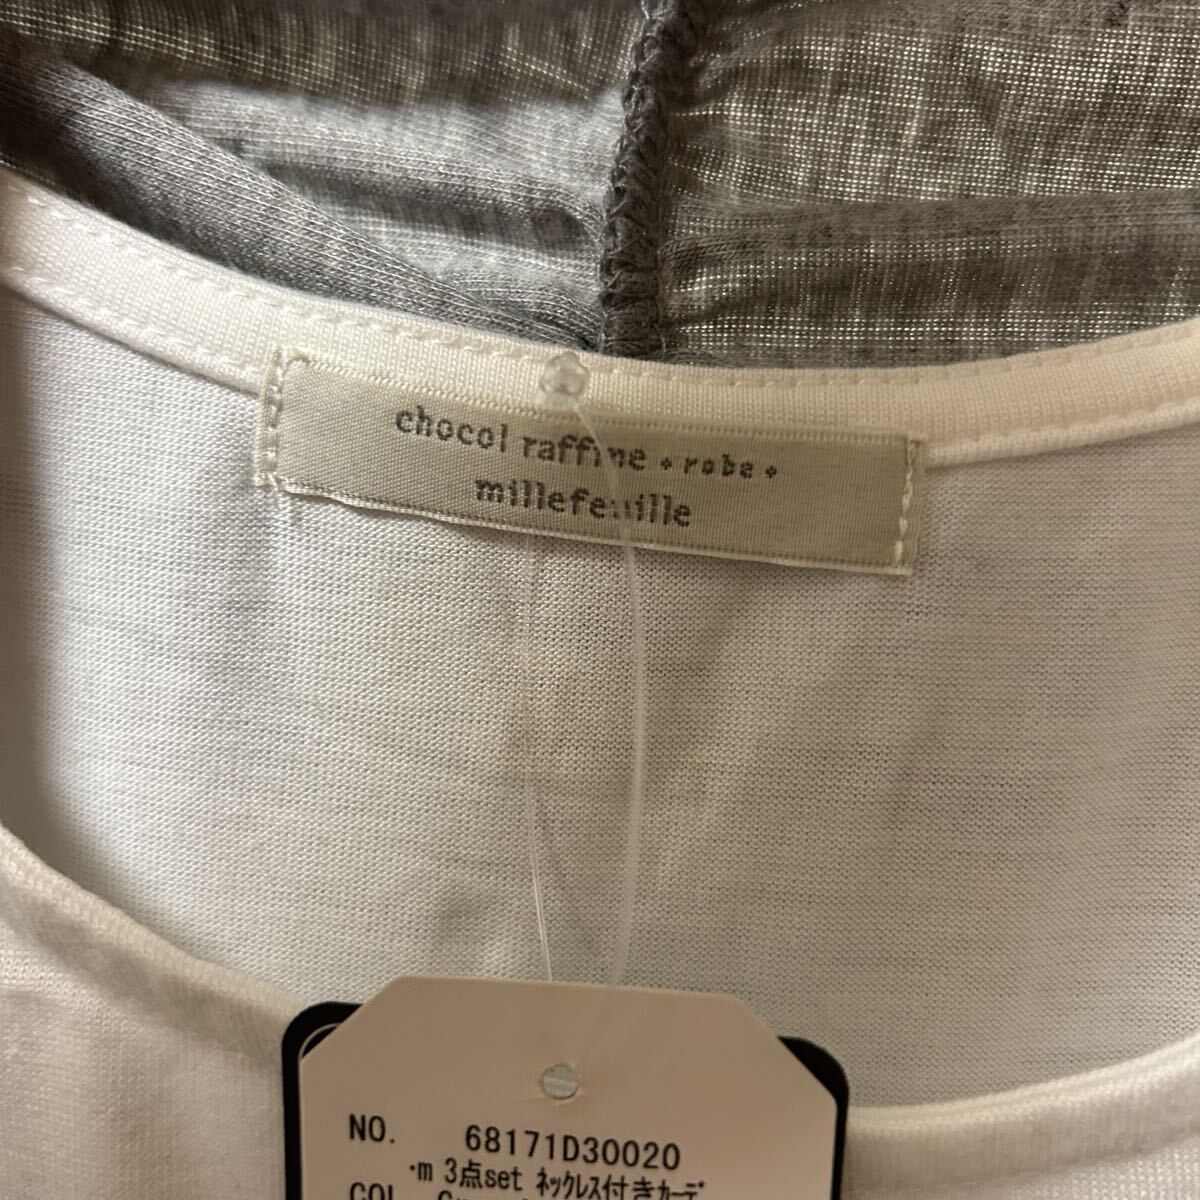 chocol raffine + robe +
millefeuille
NO. 68171D30020
·m 3点set ネックレス付きカーデ
COL